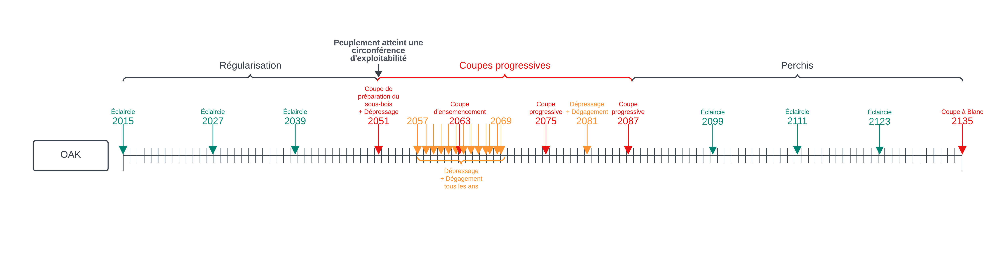 Peuplement atteint une
circonférence
d'exploitabilité
Régularisation
Coupes progressives
Perchis
Éclaircie
2015
Éclaircie
2027
Éclaircie
2039
Coupe de
préparation du
sous-bois
+ Dépressage
2051
2057
Coupe
d'ensemencement
2063
2069
Coupe
progressive
2075
Dépressage
+ Dégagement
2081
Coupe
progressive
2087
Éclaircie
2099
Éclaircie
2111
Éclaircie
2123
Coupe à Blanc
2135
OAK
Dépressage
+ Dégagement
tous les ans